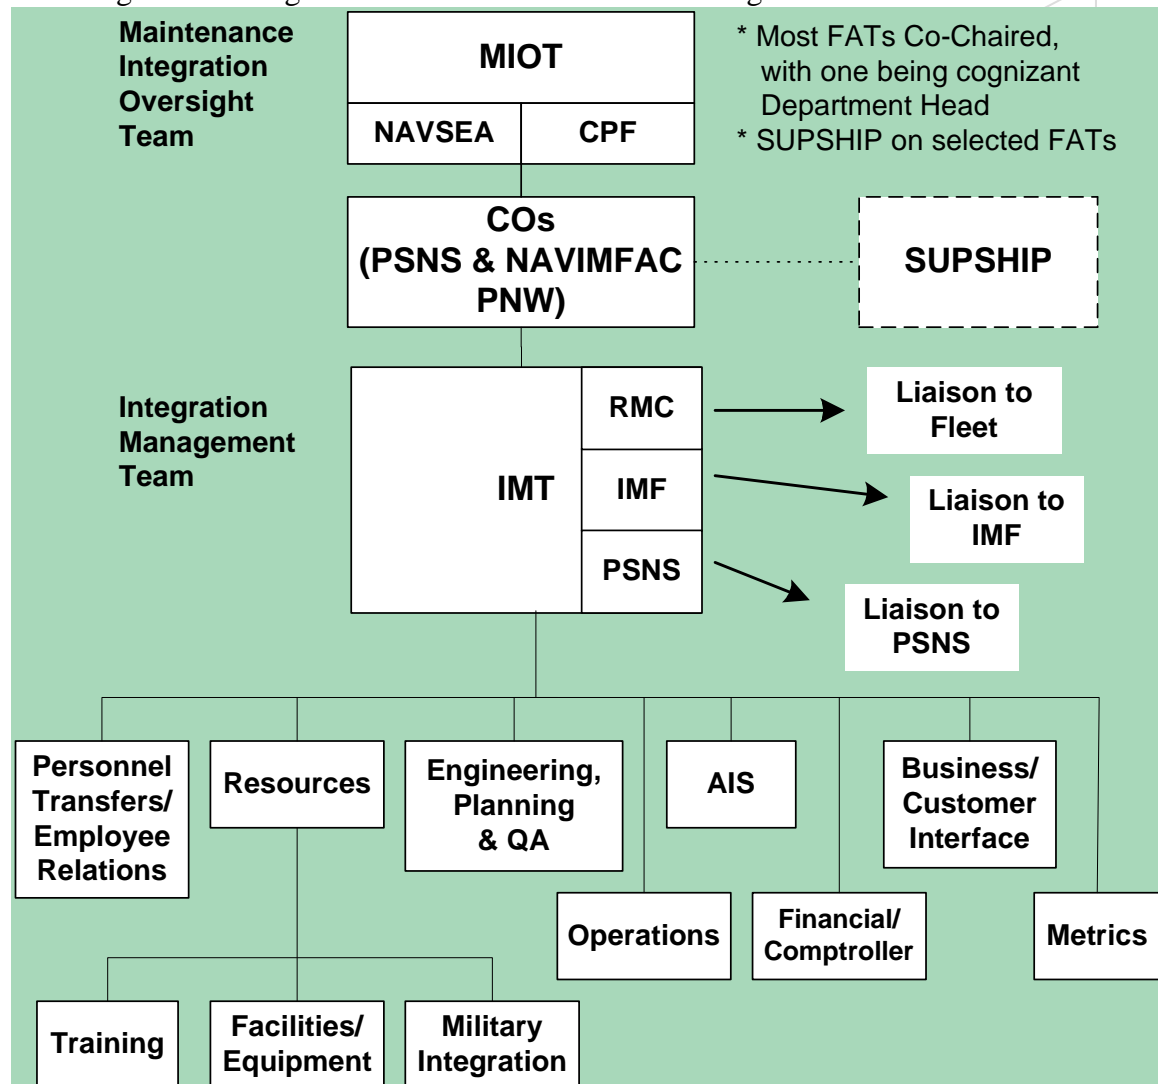 Maintenance
Integration
Oversight
Team
MIOT
NAVSEA
CPF
* Most FATs Co-Chaired,
with one being cognizant
Department Head
* SUPSHIP on selected FATs
COs
(PSNS & NAVIMFAC
PNW)
SUPSHIP
Integration
Management
Team
IMT
RMC
IMF
PSNS
Liaison to
Fleet
Liaison to
IMF
Liaison to
PSNS
Personnel
Transfers/
Employee
Relations
Resources
Engineering,
Planning
& QA
AIS
Business/
Customer
Interface
Operations
Financial/
Comptroller
Metrics
Training
Facilities/
Equipment
Military
Integration